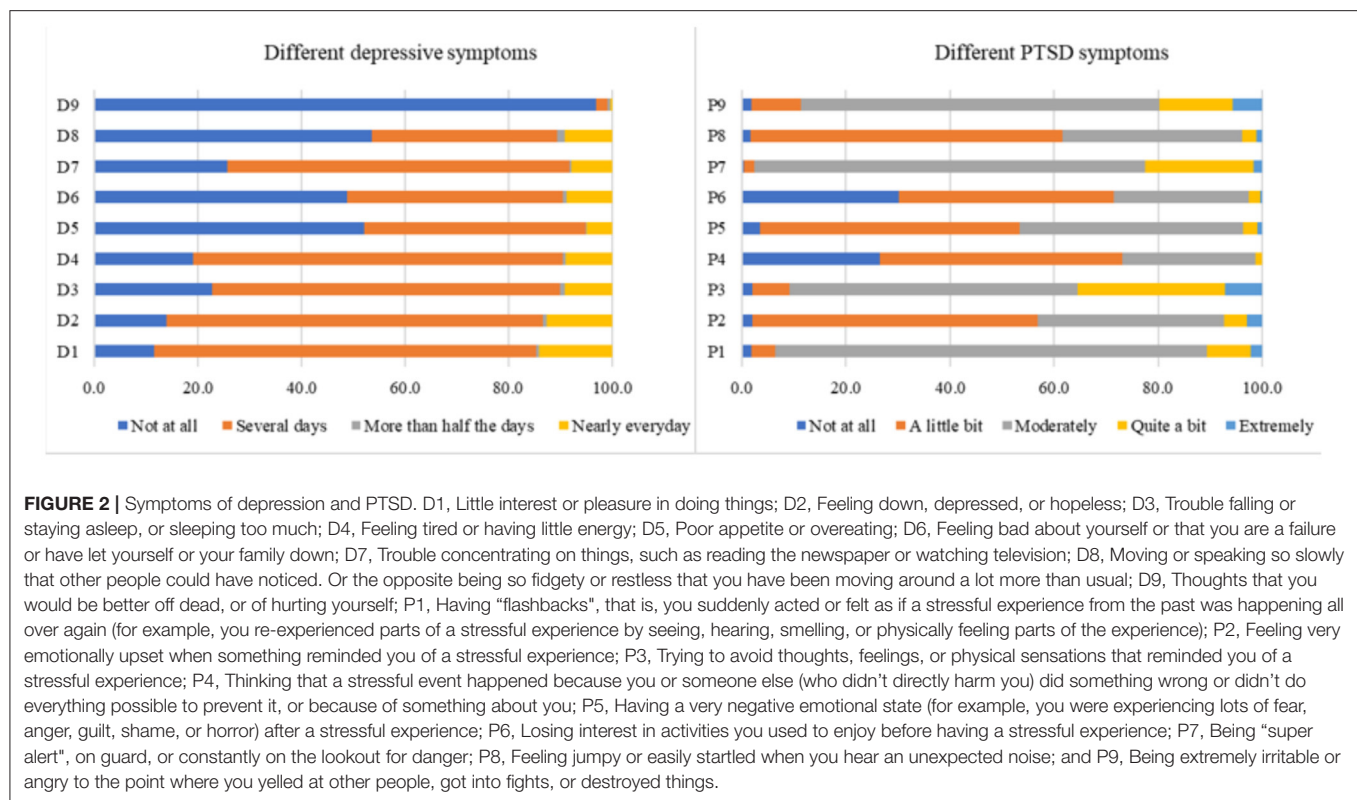 Different depressive symptoms
D9
D8
D7
D6
D5
D4
D3
D2
D1
0.0 20.0 40.0 60.0 80.0 100.0
Not at all Several days More than half the days Nearly everyday
Different PTSD symptoms
P9
P8
P7
P6
P5
P4
P3
P2
P1
0.0 20.0 40.0 60.0 80.0 100.0
Not at all A little bit Moderately Quite a bit Extremely
FIGURE 2 | Symptoms of depression and PTSD. D1, Little interest or pleasure in doing things; D2, Feeling down, depressed, or hopeless; D3, Trouble falling or
staying asleep, or sleeping too much; D4, Feeling tired or having little energy; D5, Poor appetite or overeating; D6, Feeling bad about yourself or that you are a failure
or have let yourself or your family down; D7, Trouble concentrating on things, such as reading the newspaper or watching television; D8, Moving or speaking so slowly
that other people could have noticed. Or the opposite being so fidgety or restless that you have been moving around a lot more than usual; D9, Thoughts that you
would be better off dead, or of hurting yourself; P1, Having “flashbacks", that is, you suddenly acted or felt as if a stressful experience from the past was happening all
over again (for example, you re-experienced parts of a stressful experience by seeing, hearing, smelling, or physically feeling parts of the experience); P2, Feeling very
emotionally upset when something reminded you of a stressful experience; P3, Trying to avoid thoughts, feelings, or physical sensations that reminded you of a
stressful experience; P4, Thinking that a stressful event happened because you or someone else (who didn’t directly harm you) did something wrong or didn’t do
everything possible to prevent it, or because of something about you; P5, Having a very negative emotional state (for example, you were experiencing lots of fear,
anger, guilt, shame, or horror) after a stressful experience; P6, Losing interest in activities you used to enjoy before having a stressful experience; P7, Being “super
alert", on guard, or constantly on the lookout for danger; P8, Feeling jumpy or easily startled when you hear an unexpected noise; and P9, Being extremely irritable or
angry to the point where you yelled at other people, got into fights, or destroyed things.